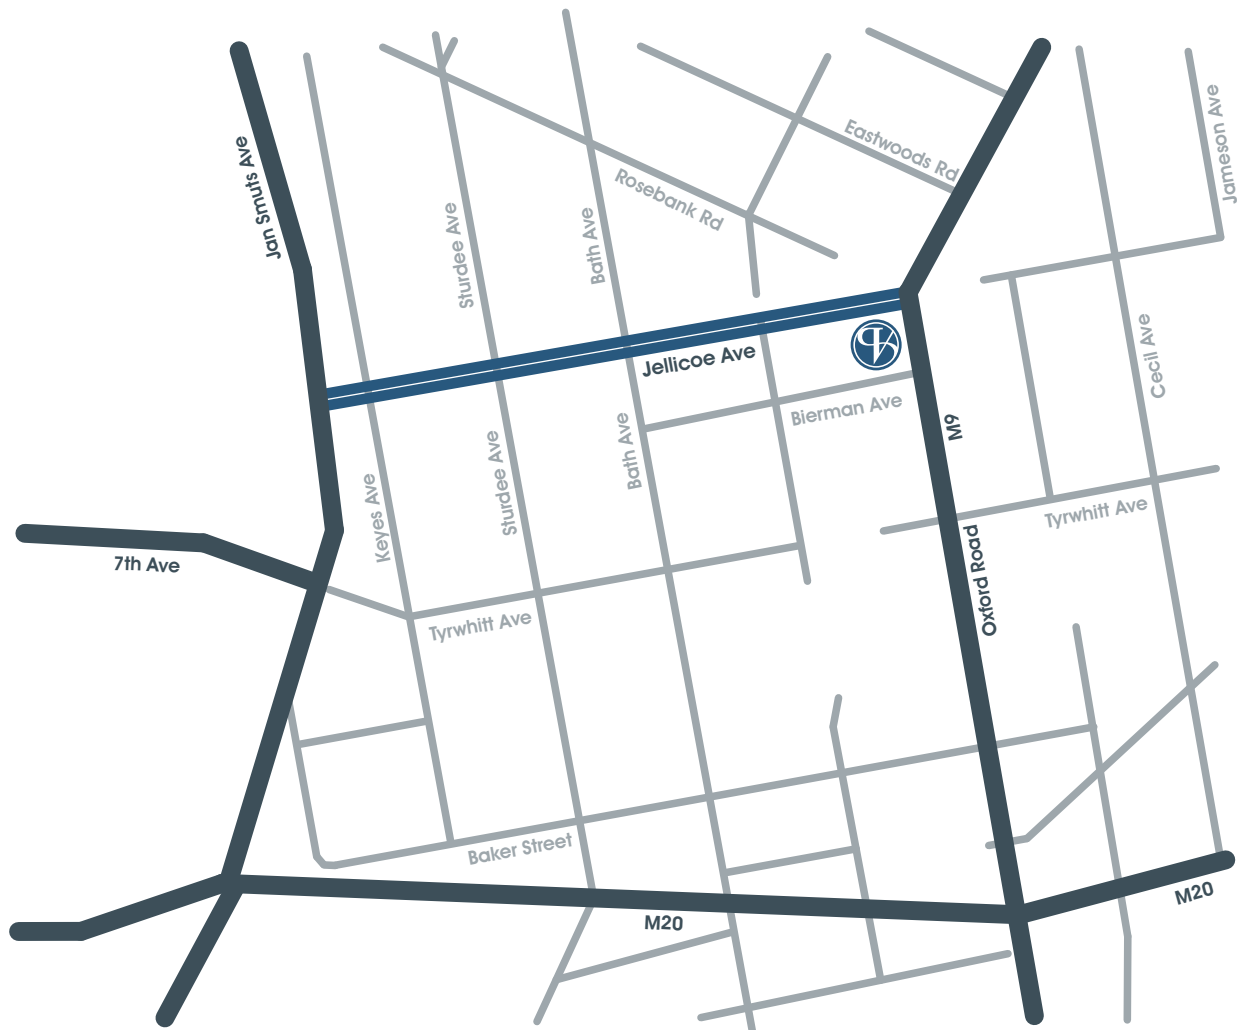 Jan Smuts Ave
Sturdee Ave
Bath Ave
Rosebank Rd
Eastwoods Rd
Jameson Ave
Jellicoe Ave
Bierman Ave
Cecil Ave
M9
Keyes Ave
Sturdee Ave
Bath Ave
Tyrwhitt Ave
7th Ave
Oxford Road
Tyrwhitt Ave
Baker Street
M20
M20